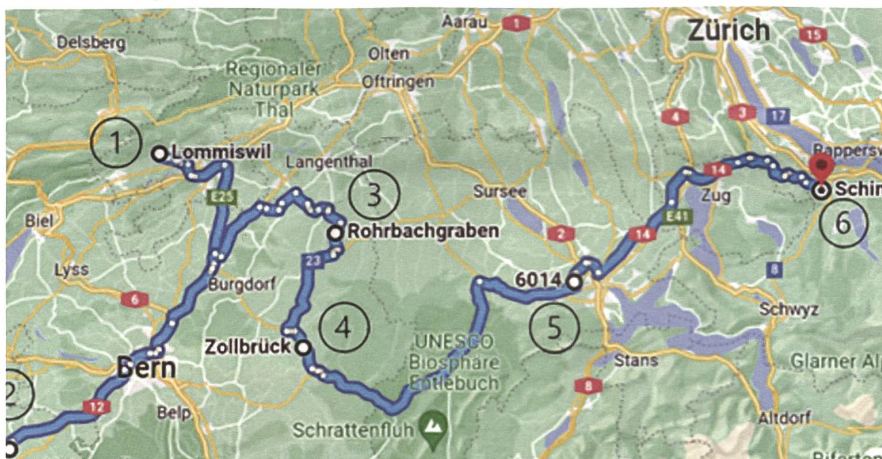 Delsberg
Aarau
1
Zürich
15
Olten
Regionaler
Naturpark
Thal
Oftringen
4
3
17
1
Lommiswil
Langenthal
14
Rappersw
E25
3
Sursee
Zug
Schin
Biel
Rohrbachgraben
2
14
E41
6
23
6014
8
Lyss
Burgdorf
6
4
5
Schwyz
Zollbrück
UNESCO
Biosphäre
Entlebuch
Bern
Stans
Glarner Al
2
12
Belp
8
Schrattenfluh
Altdorf